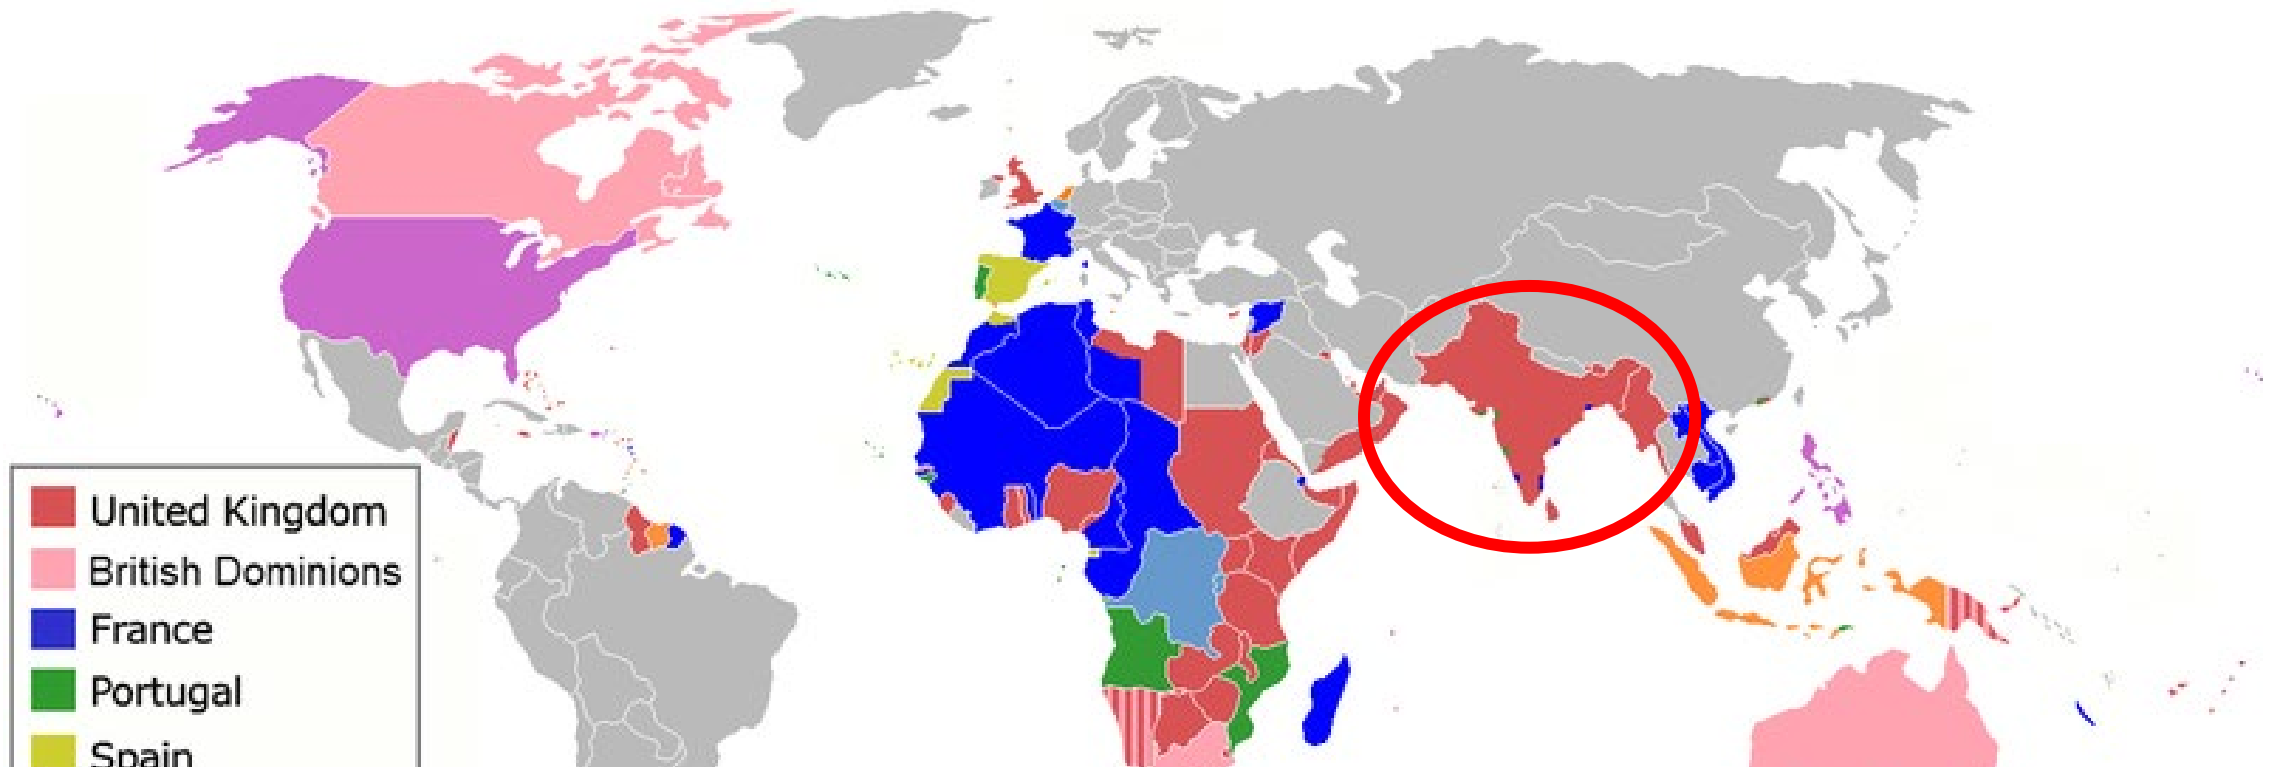 United Kingdom
British Dominions
France
Portugal
Spain